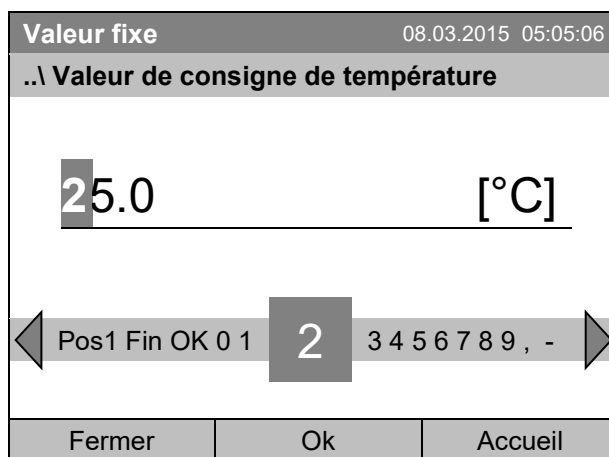 Valeur fixe 08.03.2015 05:05:06
..\ Valeur de consigne de température
25.0 [°C]
Pos1 Fin OK 0 1 2 3 4 5 6 7 8 9 , -
Fermer Ok Accueil